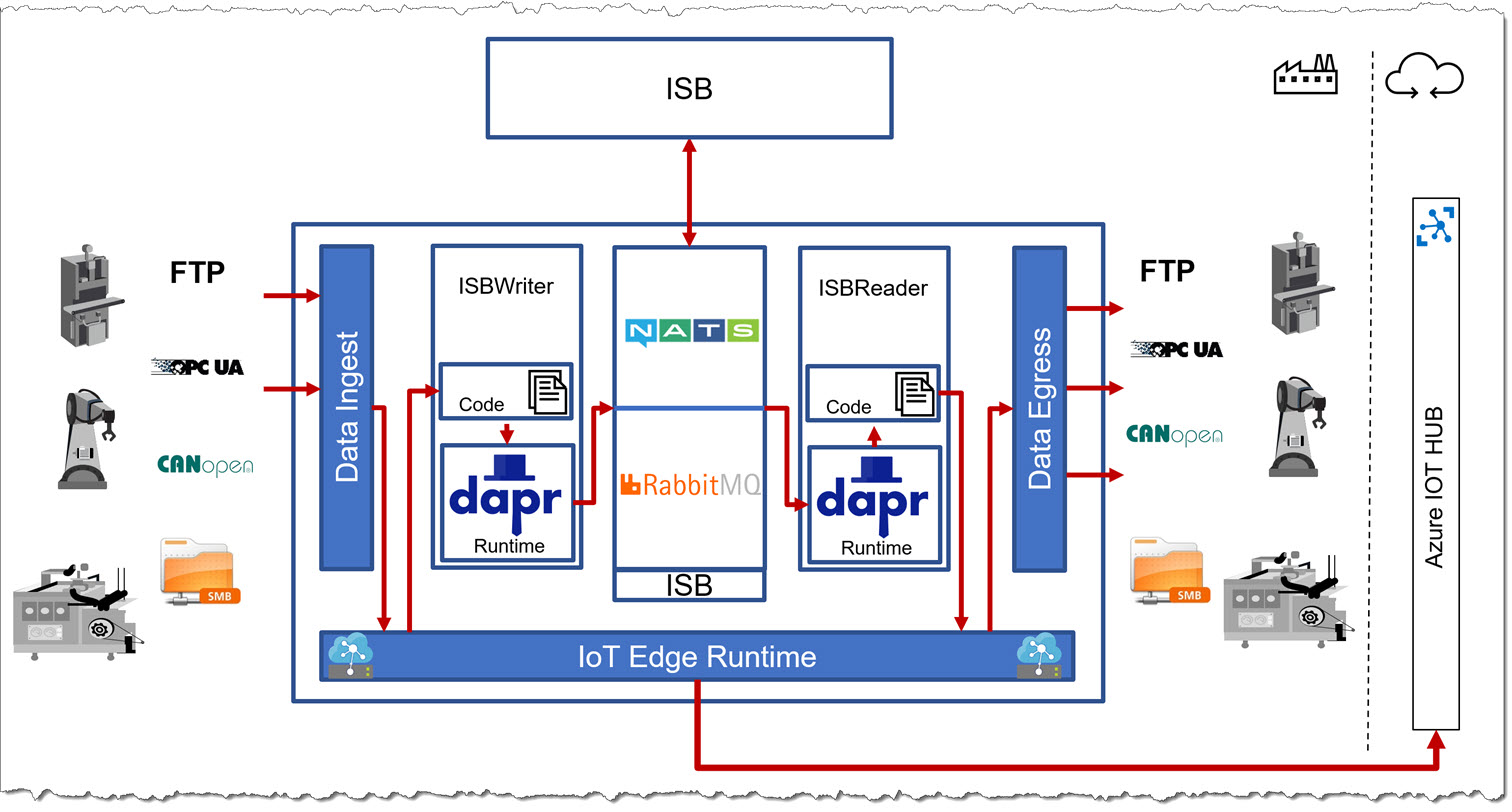 ISB
FTP
OPC UA
CANopen
SMB
Data Ingest
ISBWriter
Code
dapr
Runtime
NATS
RabbitMQ
ISB
ISBReader
Code
dapr
Runtime
Data Egress
FTP
OPC UA
CANopen
SMB
IoT Edge Runtime
Azure IOT HUB